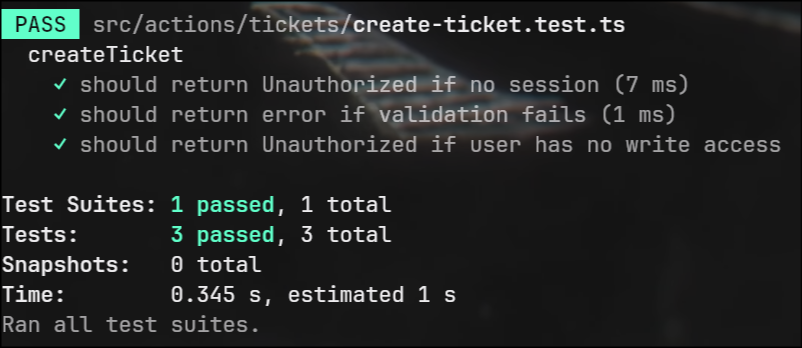 PASS src/actions/tickets/create-ticket.test.ts
createTicket
✓ should return Unauthorized if no session (7 ms)
✓ should return error if validation fails (1 ms)
✓ should return Unauthorized if user has no write access
Test Suites: 1 passed, 1 total
Tests: 3 passed, 3 total
Snapshots: 0 total
Time: 0.345 s, estimated 1 s
Ran all test suites.